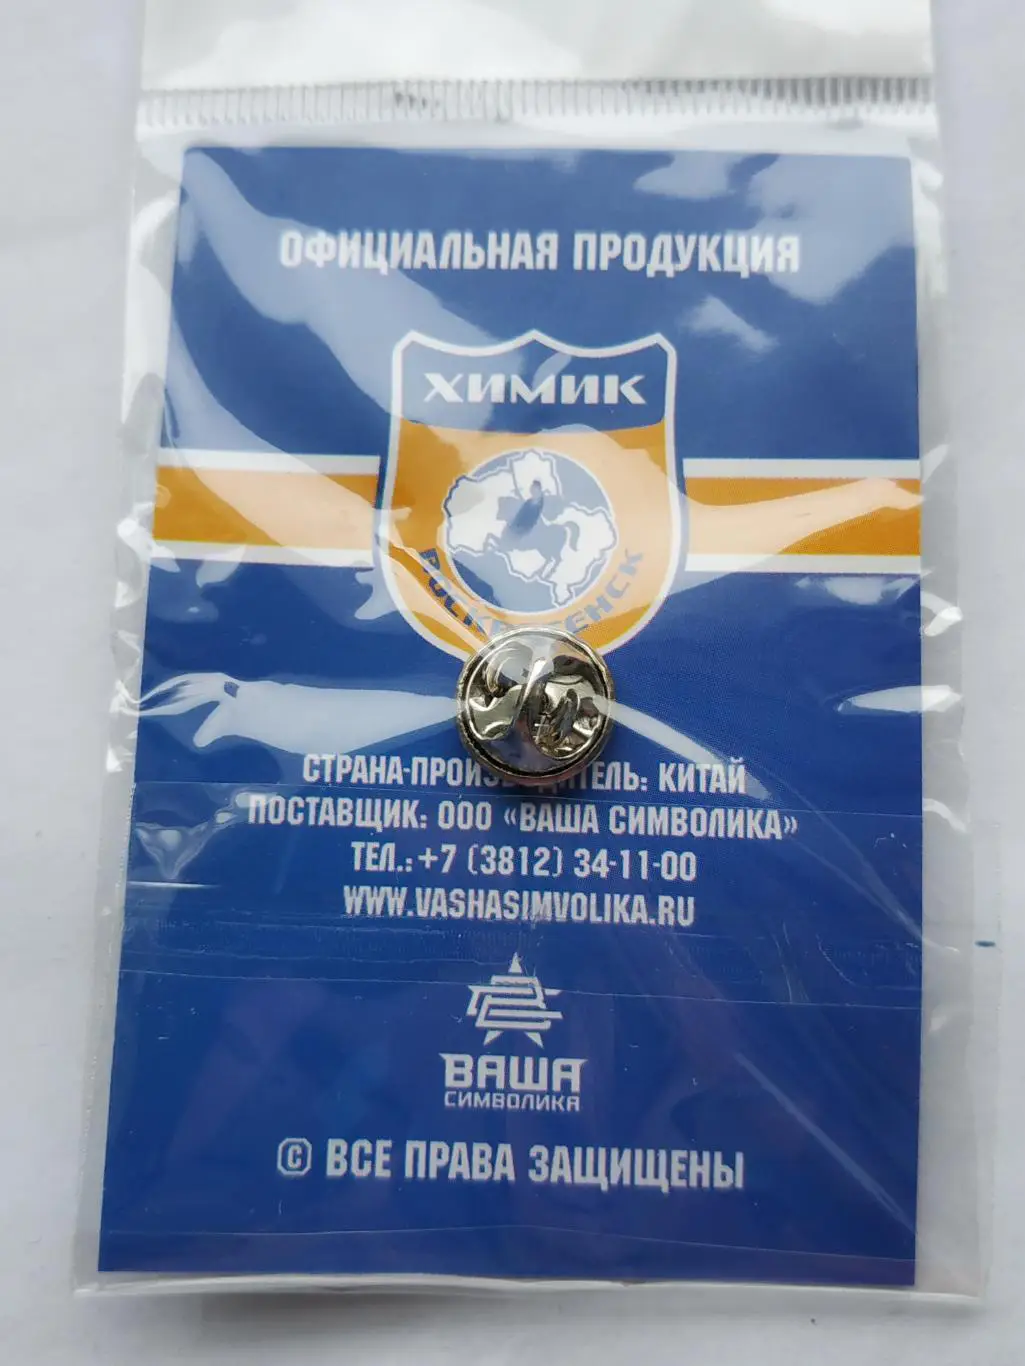 ОФИЦИАЛЬНАЯ ПРОДУКЦИЯ
ХИМИК
СТРАНА-ПРОИЗВОДИТЕЛЬ: КИТАЙ
ПОСТАВЩИК: ООО «ВАША СИМВОЛИКА»
ТЕЛ.: +7 (3812) 34-11-00
WWW.VASHASIMVOLIKA.RU
ВАША
СИМВОЛИКА
© ВСЕ ПРАВА ЗАЩИЩЕНЫ